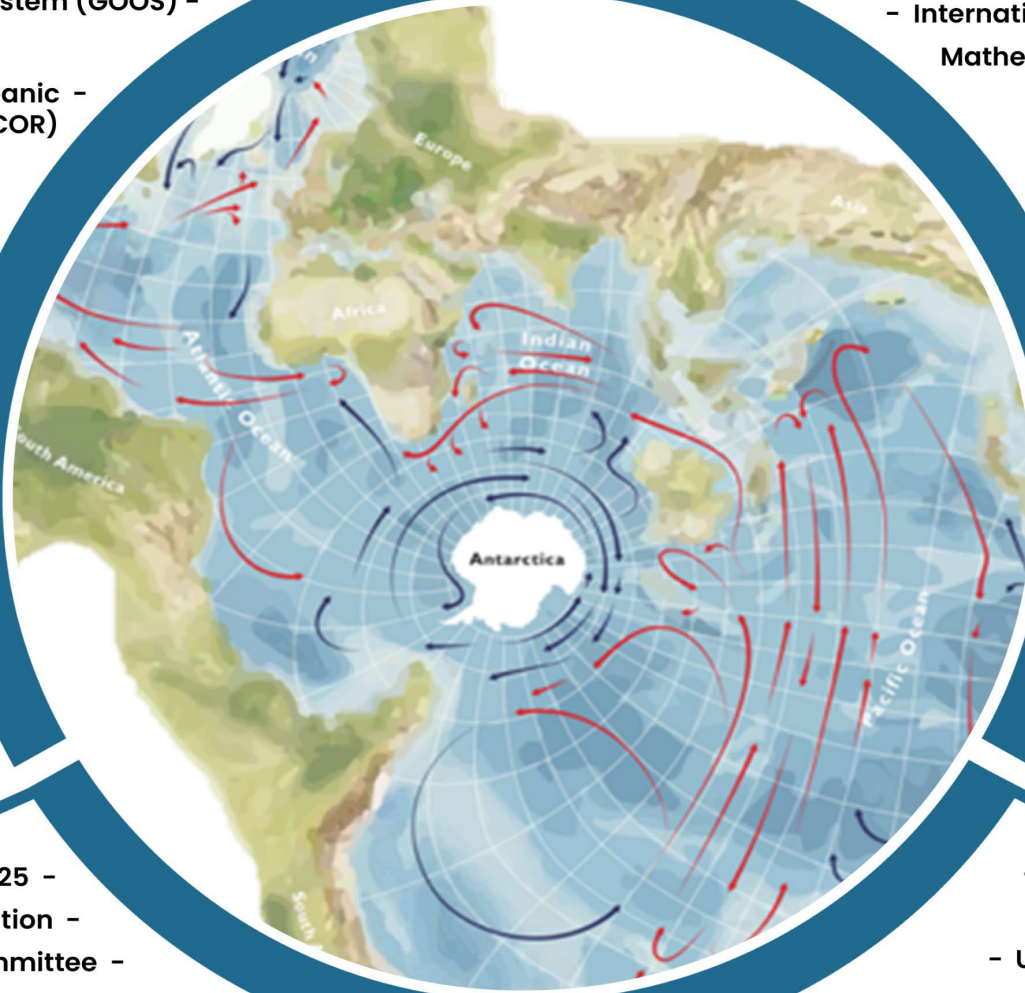 stem (GOOS) -
- Internati
Mathe
anic -
COR)
Europe
Asia
Africa
Indian
Ocean
Atlantic Ocean
outh America
Antarctica
Pacific Ocean
25 -
tion -
mmittee -
South A
- U